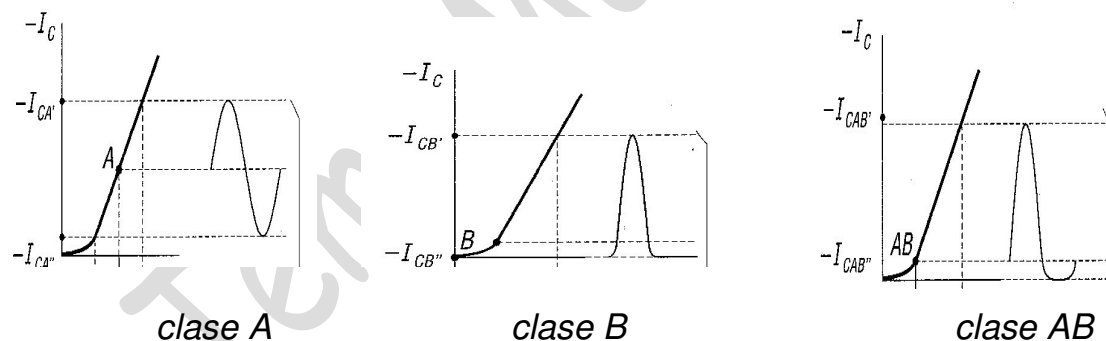 -I_C
-I_CA'
A
-I_CA"
clase A
-I_C
-I_CB'
B
-I_CB"
clase B
-I_C
-I_CAB'
AB
-I_CAB"
clase AB